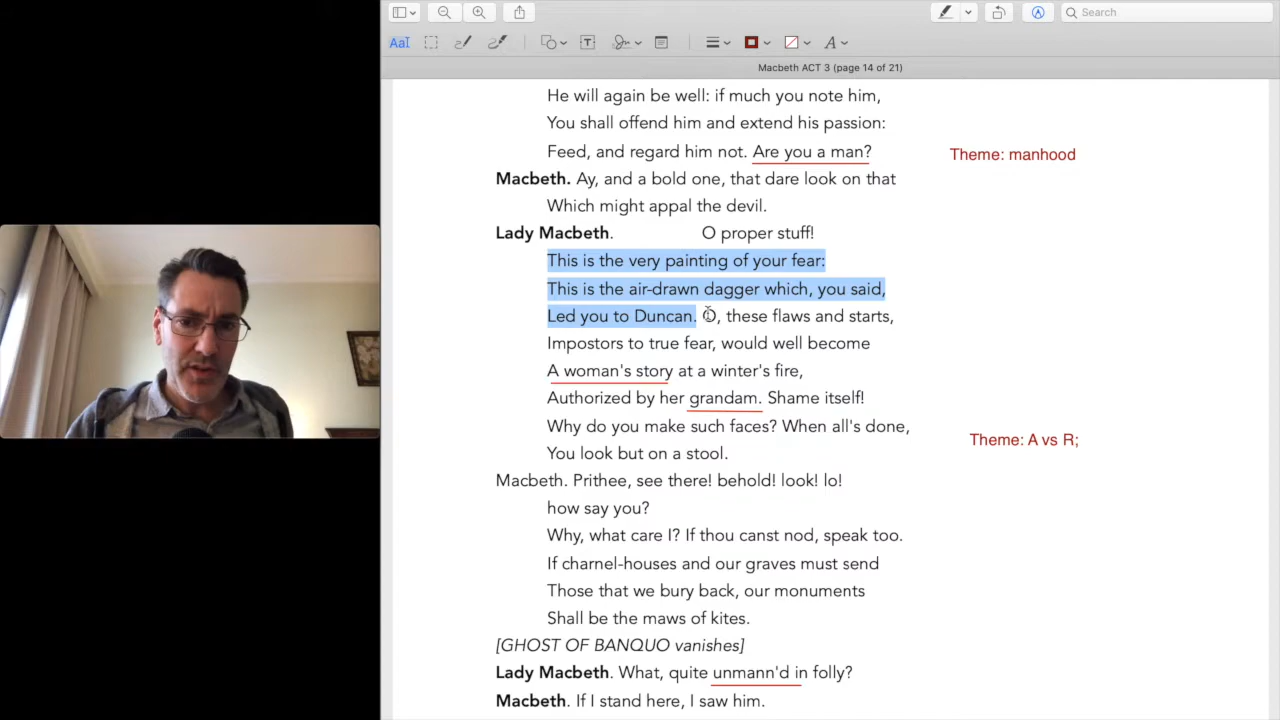 Search
AaI
T
A
Macbeth ACT 3 (page 14 of 21)
He will again be well: if much you note him,
You shall offend him and extend his passion:
Feed, and regard him not. Are you a man?
Theme: manhood
Macbeth. Ay, and a bold one, that dare look on that
Which might appal the devil.
Lady Macbeth. O proper stuff!
This is the very painting of your fear:
This is the air-drawn dagger which, you said,
Led you to Duncan. O, these flaws and starts,
Impostors to true fear, would well become
A woman's story at a winter's fire,
Authorized by her grandam. Shame itself!
Why do you make such faces? When all's done,
Theme: A vs R;
You look but on a stool.
Macbeth. Prithee, see there! behold! look! lo!
how say you?
Why, what care I? If thou canst nod, speak too.
If charnel-houses and our graves must send
Those that we bury back, our monuments
Shall be the maws of kites.
[GHOST OF BANQUO vanishes]
Lady Macbeth. What, quite unmann'd in folly?
Macbeth. If I stand here, I saw him.